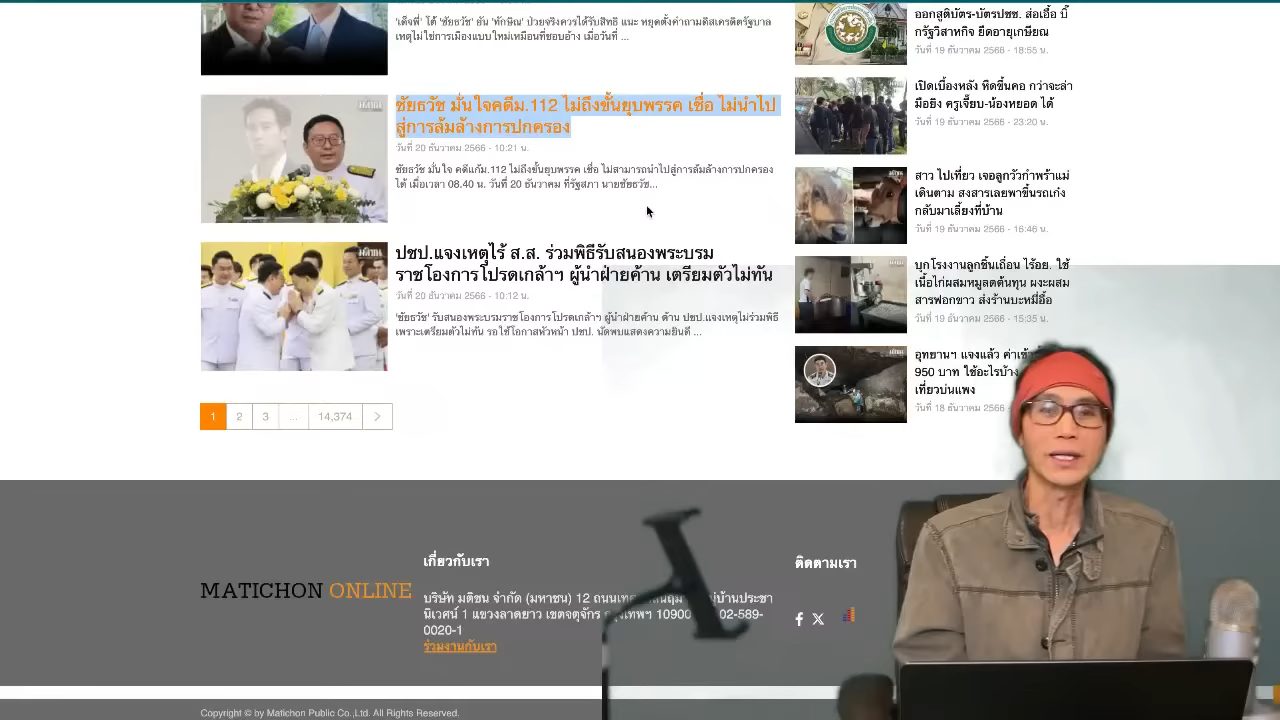 'เด็จพี่' โต้ 'ชัยธวัช' ยัน 'ทักษิณ' ป่วยจริงควรได้รับสิทธิ แนะ หยุดตั้งคำถามดิสเครดิตรัฐบาล
เหตุไม่ใช่การเมืองแบบใหม่เหมือนที่ชอบอ้าง เมื่อวันที่ ...
ชัยธวัช มั่นใจคดีม.112 ไม่ถึงขั้นยุบพรรค เชื่อ ไม่นำไป
สู่การล้มล้างการปกครอง
วันที่ 20 ธันวาคม 2566 - 10:21 น.
ชัยธวัช มั่นใจ คดีแก้ม.112 ไม่ถึงขั้นยุบพรรค เชื่อ ไม่สามารถนำไปสู่การล้มล้างการปกครอง
ได้ เมื่อเวลา 08.40 น. วันที่ 20 ธันวาคม ที่รัฐสภา นายชัยธวัช...
ปชป.แจงเหตุไร้ ส.ส. ร่วมพิธีรับสนองพระบรม
ราชโองการโปรดเกล้าฯ ผู้นำฝ่ายค้าน เตรียมตัวไม่ทัน
วันที่ 20 ธันวาคม 2566 - 10:12 น.
'ชัยธวัช' รับสนองพระบรมราชโองการโปรดเกล้าฯ ผู้นำฝ่ายค้าน ด้าน ปชป.แจงเหตุไม่ร่วมพิธี
เพราะเตรียมตัวไม่ทัน รอใช้โอกาสหัวหน้า ปชป. นัดพบแสดงความยินดี ...
1 2 3 ... 14,374
ออกสูติบัตร-บัตรปชช. ส่อเอื้อ บิ๊
กรัฐวิสาหกิจ ยืดอายุเกษียณ
วันที่ 19 ธันวาคม 2566 - 18:55 น.
เปิดเบื้องหลัง หืดขึ้นคอ กว่าจะล่า
มือยิง ครูเจี๊ยบ-น้องหยอด ได้
วันที่ 19 ธันวาคม 2566 - 23:20 น.
สาว ไปเที่ยว เจอลูกวัวกำพร้าแม่
เดินตาม สงสารเลยพาขึ้นรถเก๋ง
กลับมาเลี้ยงที่บ้าน
วันที่ 19 ธันวาคม 2566 - 16:46 น.
บุกโรงงานลูกชิ้นเถื่อน ไร้อย. ใช้
เนื้อไก่ผสมหมูลดต้นทุน ผงะผสม
สารฟอกขาว ส่งร้านบะหมี่อื้อ
วันที่ 19 ธันวาคม 2566 - 15:35 น.
อุทยานฯ แจงแล้ว ค่าเข้า
950 บาท ใช้อะไรบ้าง
เที่ยวบ่นแพง
วันที่ 18 ธันวาคม 2566
MATICHON ONLINE
เกี่ยวกับเรา
บริษัท มติชน จำกัด (มหาชน) 12 ถนน
นิเวศน์ 1 แขวงลาดยาว เขตจตุจักร กรุงเทพฯ 10900 02-589-
0020-1
ร่วมงานกับเรา
ติดตามเรา
Copyright © by Matichon Public Co.,Ltd. All Rights Reserved.